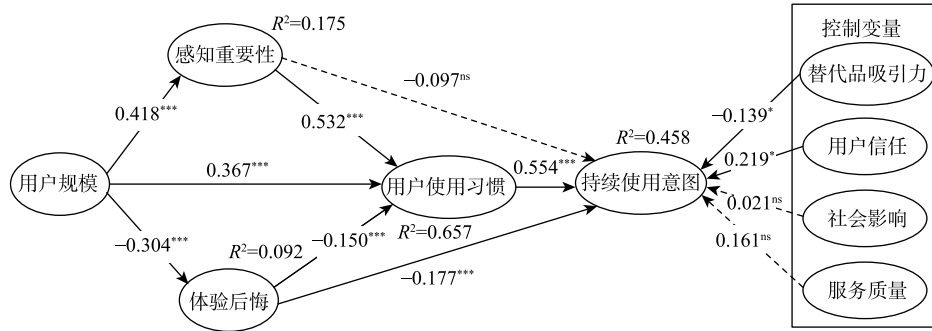 R²=0.175
控制变量
感知重要性
替代品吸引力
−0.097ⁿˢ
0.418***
0.532***
−0.139*
R²=0.458
用户信任
0.219*
用户规模
0.367***
用户使用习惯
0.554***
持续使用意图
0.021ⁿˢ
社会影响
−0.304***
R²=0.092
−0.150***
R²=0.657
0.161ⁿˢ
−0.177***
体验后悔
服务质量